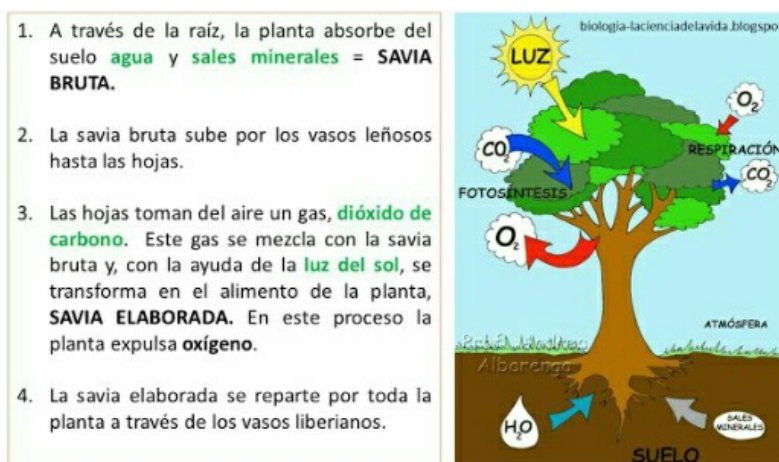 1. A través de la raíz, la planta absorbe del
suelo agua y sales minerales = SAVIA
BRUTA.
2. La savia bruta sube por los vasos leñosos
hasta las hojas.
3. Las hojas toman del aire un gas, dióxido de
carbono. Este gas se mezcla con la savia
bruta y, con la ayuda de la luz del sol, se
transforma en el alimento de la planta,
SAVIA ELABORADA. En este proceso la
planta expulsa oxígeno.
4. La savia elaborada se reparte por toda la
planta a través de los vasos liberianos.
biologia-lacienciadelavida.blogspo
LUZ
O2
CO2
RESPIRACIÓN
CO2
FOTOSINTESIS
O2
ATMÓSFERA
Albarenga
H2O
SALES
MINERALES
SUELO